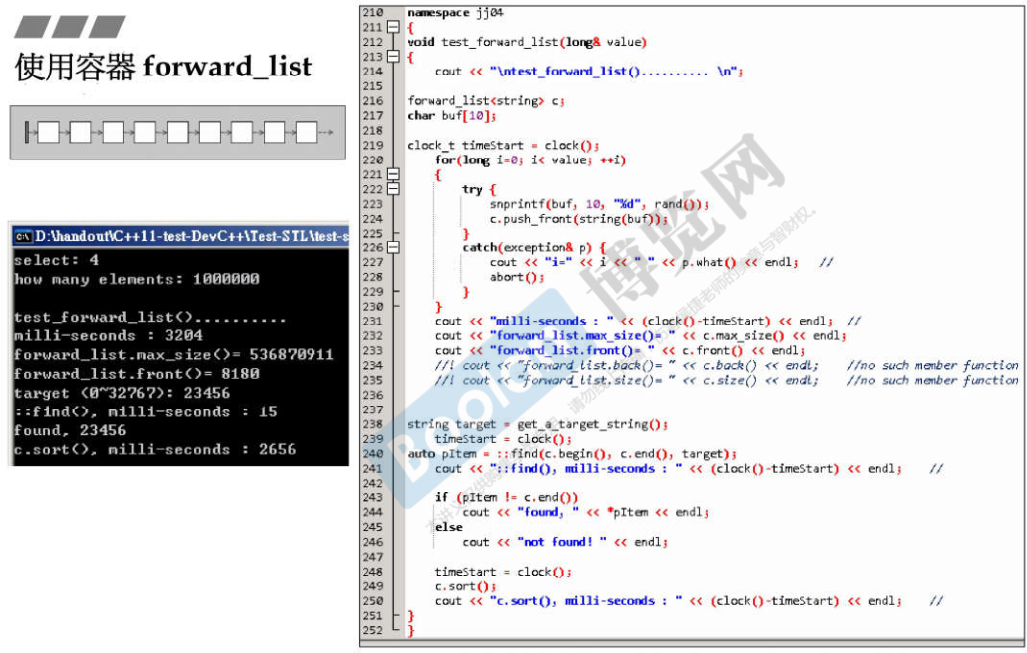 使用容器 forward_list
D:\handout\C++11-test-DevC++\Test-STL\test-s
select: 4
how many elements: 1000000
test_forward_list()..........
milli-seconds : 3204
forward_list.max_size()= 536870911
forward_list.front()= 8180
target (0~32767): 23456
::find(), milli-seconds : 15
found, 23456
c.sort(), milli-seconds : 2656
210 namespace jj04
211 {
212 void test_forward_list(long& value)
213 {
214 cout << "\ntest_forward_list().......... \n";
215
216 forward_list<string> c;
217 char buf[10];
218
219 clock_t timeStart = clock();
220 for(long i=0; i< value; ++i)
221 {
222 try {
223 snprintf(buf, 10, "%d", rand());
224 c.push_front(string(buf));
225 }
226 catch(exception& p) {
227 cout << "i=" << i << " " << p.what() << endl; //
228 abort();
229 }
230 }
231 cout << "milli-seconds : " << (clock()-timeStart) << endl; //
232 cout << "forward_list.max_size()= " << c.max_size() << endl;
233 cout << "forward_list.front()= " << c.front() << endl;
234 //! cout << "forward_list.back()= " << c.back() << endl; //no such member function
235 //! cout << "forward_list.size()= " << c.size() << endl; //no such member function
236
237
238 string target = get_a_target_string();
239 timeStart = clock();
240 auto pItem = ::find(c.begin(), c.end(), target);
241 cout << "::find(), milli-seconds : " << (clock()-timeStart) << endl; //
242
243 if (pItem != c.end())
244 cout << "found, " << *pItem << endl;
245 else
246 cout << "not found! " << endl;
247
248 timeStart = clock();
249 c.sort();
250 cout << "c.sort(), milli-seconds : " << (clock()-timeStart) << endl; //
251 }
252 }
博览网